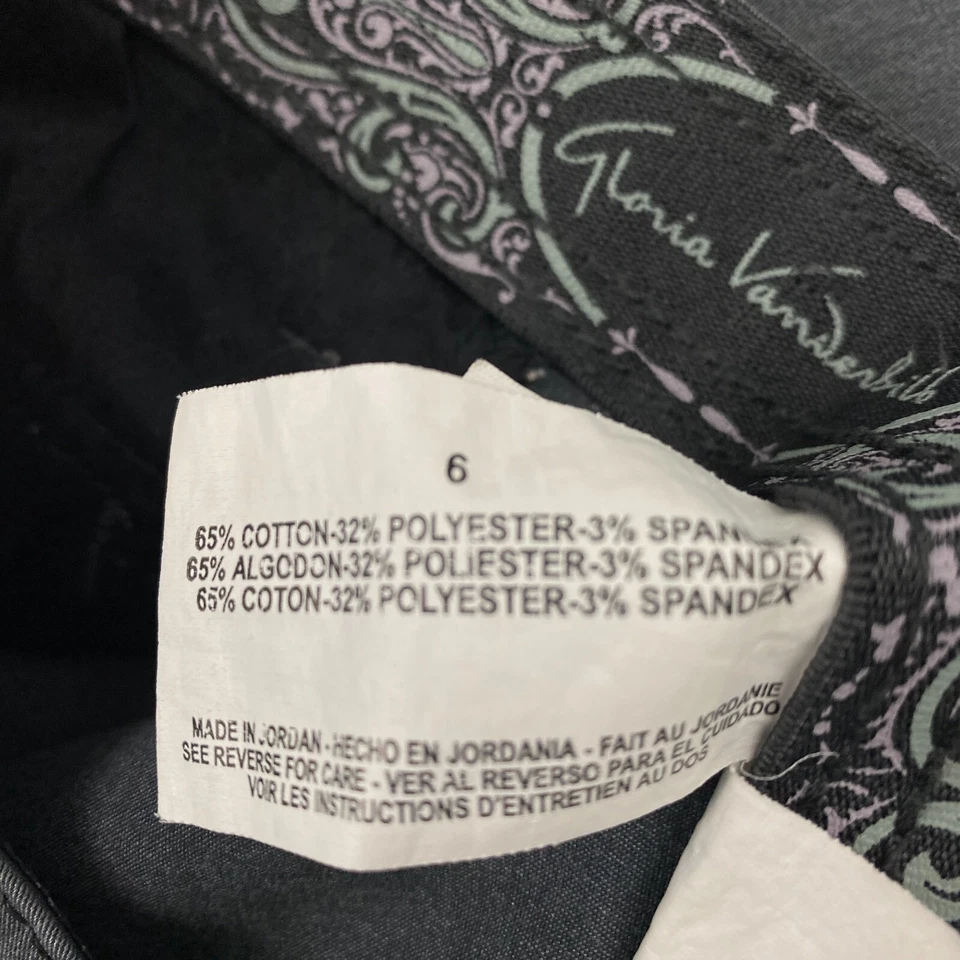 Gloria Vanderbilt
6
65% COTTON-32% POLYESTER-3% SPANDEX
65% ALGODON-32% POLIESTER-3% SPANDEX
65% COTON-32% POLYESTER-3% SPANDEX
MADE IN JORDAN - HECHO EN JORDANIA - FAIT AU JORDANIE
SEE REVERSE FOR CARE - VER AL REVERSO PARA EL CUIDADO
VOIR LES INSTRUCTIONS D'ENTRETIEN AU DOS